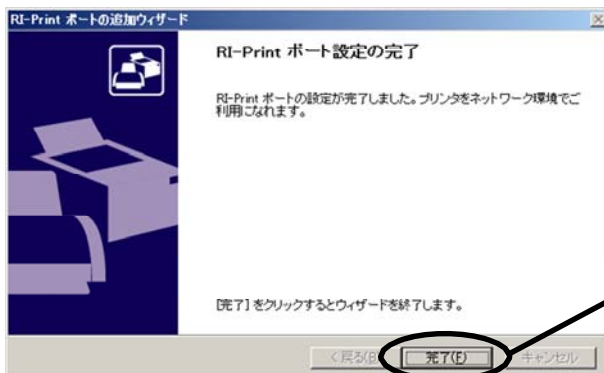 RI-Print ポートの追加ウィザード
RI-Print ポート設定の完了
RI-Print ポートの設定が完了しました。プリンタをネットワーク環境でご
利用になれます。
[完了] をクリックするとウィザードを終了します。
< 戻る(B)
完了(F)
キャンセル